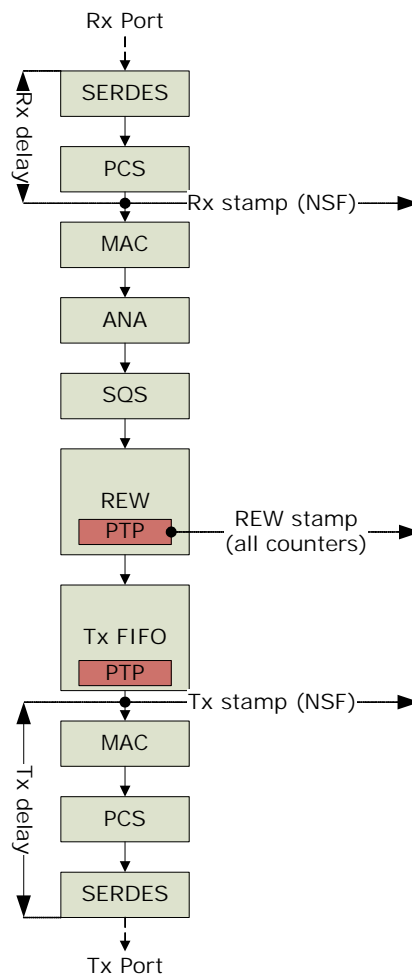 Rx Port
SERDES
Rx delay
PCS
Rx stamp (NSF)
MAC
ANA
SQS
REW
PTP
REW stamp
(all counters)
Tx FIFO
PTP
Tx stamp (NSF)
MAC
Tx delay
PCS
SERDES
Tx Port